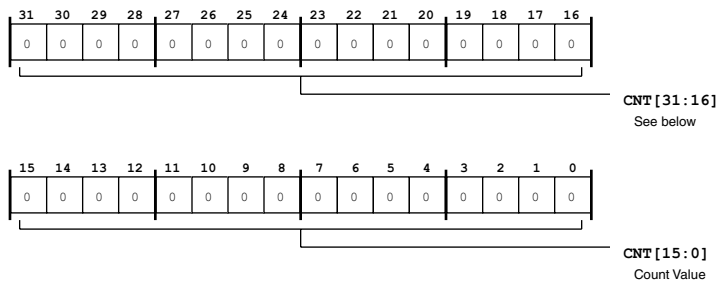 31 30 29 28 27 26 25 24 23 22 21 20 19 18 17 16
0 0 0 0 0 0 0 0 0 0 0 0 0 0 0 0
CNT[31:16]
See below
15 14 13 12 11 10 9 8 7 6 5 4 3 2 1 0
0 0 0 0 0 0 0 0 0 0 0 0 0 0 0 0
CNT[15:0]
Count Value